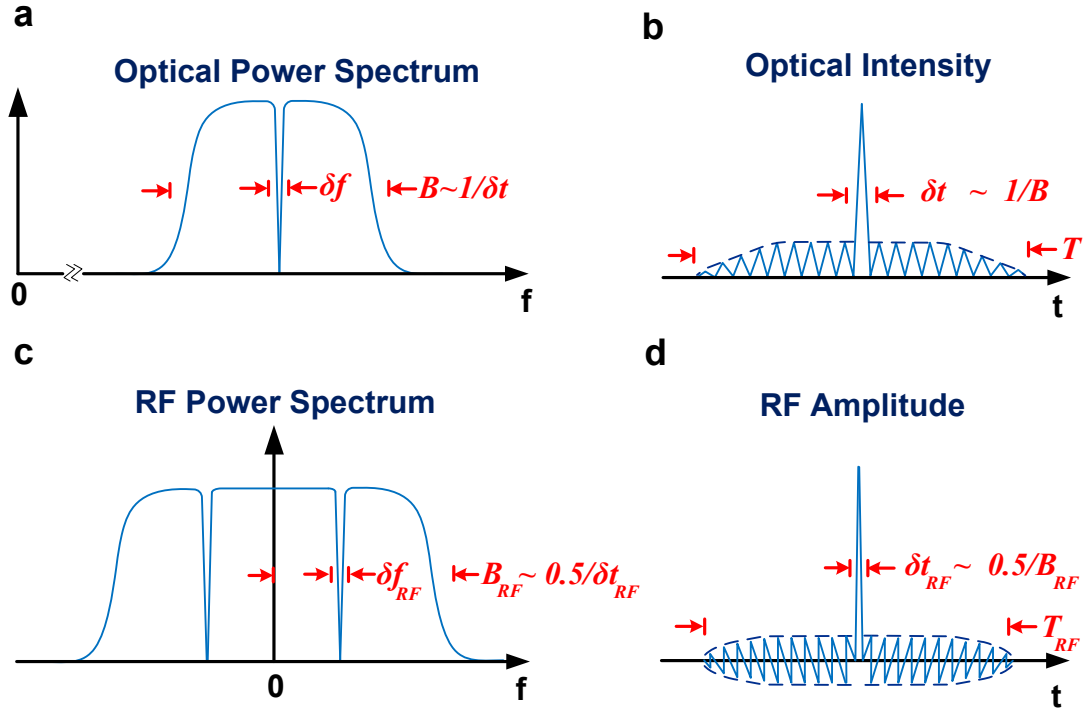 a
Optical Power Spectrum
δf
B~1/δt
0
f
b
Optical Intensity
δt ~ 1/B
T
t
c
RF Power Spectrum
δf_RF
B_RF ~ 0.5/δt_RF
0
f
d
RF Amplitude
δt_RF ~ 0.5/B_RF
T_RF
t